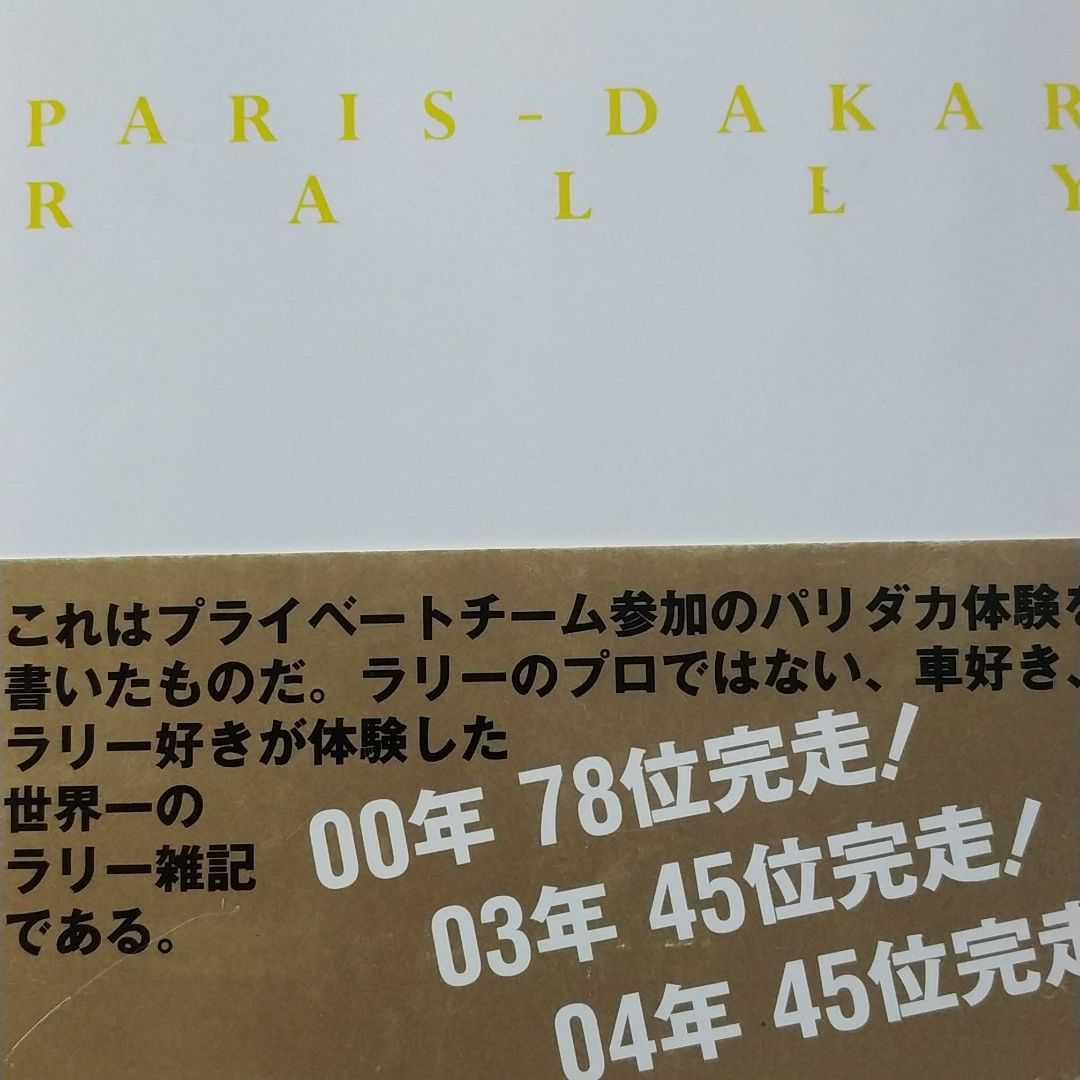 PARIS-DAKAR
RALLY
これはプライベートチーム参加のパリダカ体験を
書いたものだ。ラリーのプロではない、車好き、
ラリー好きが体験した
世界一の
ラリー雑記
である。
00年 78位完走!
03年 45位完走!
04年 45位完走